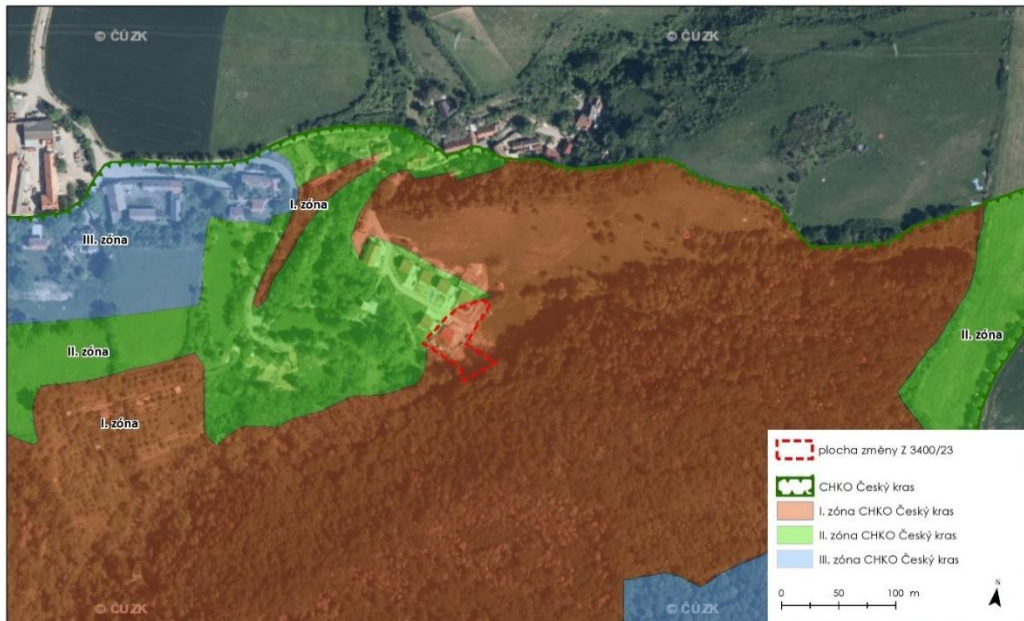 © ČÚZK
© ČÚZK
I. zóna
III. zóna
II. zóna
II. zóna
I. zóna
plocha změny Z 3400/23
CHKO Český kras
I. zóna CHKO Český kras
II. zóna CHKO Český kras
III. zóna CHKO Český kras
S
0 50 100 m
© ČÚZK
© ČÚZK